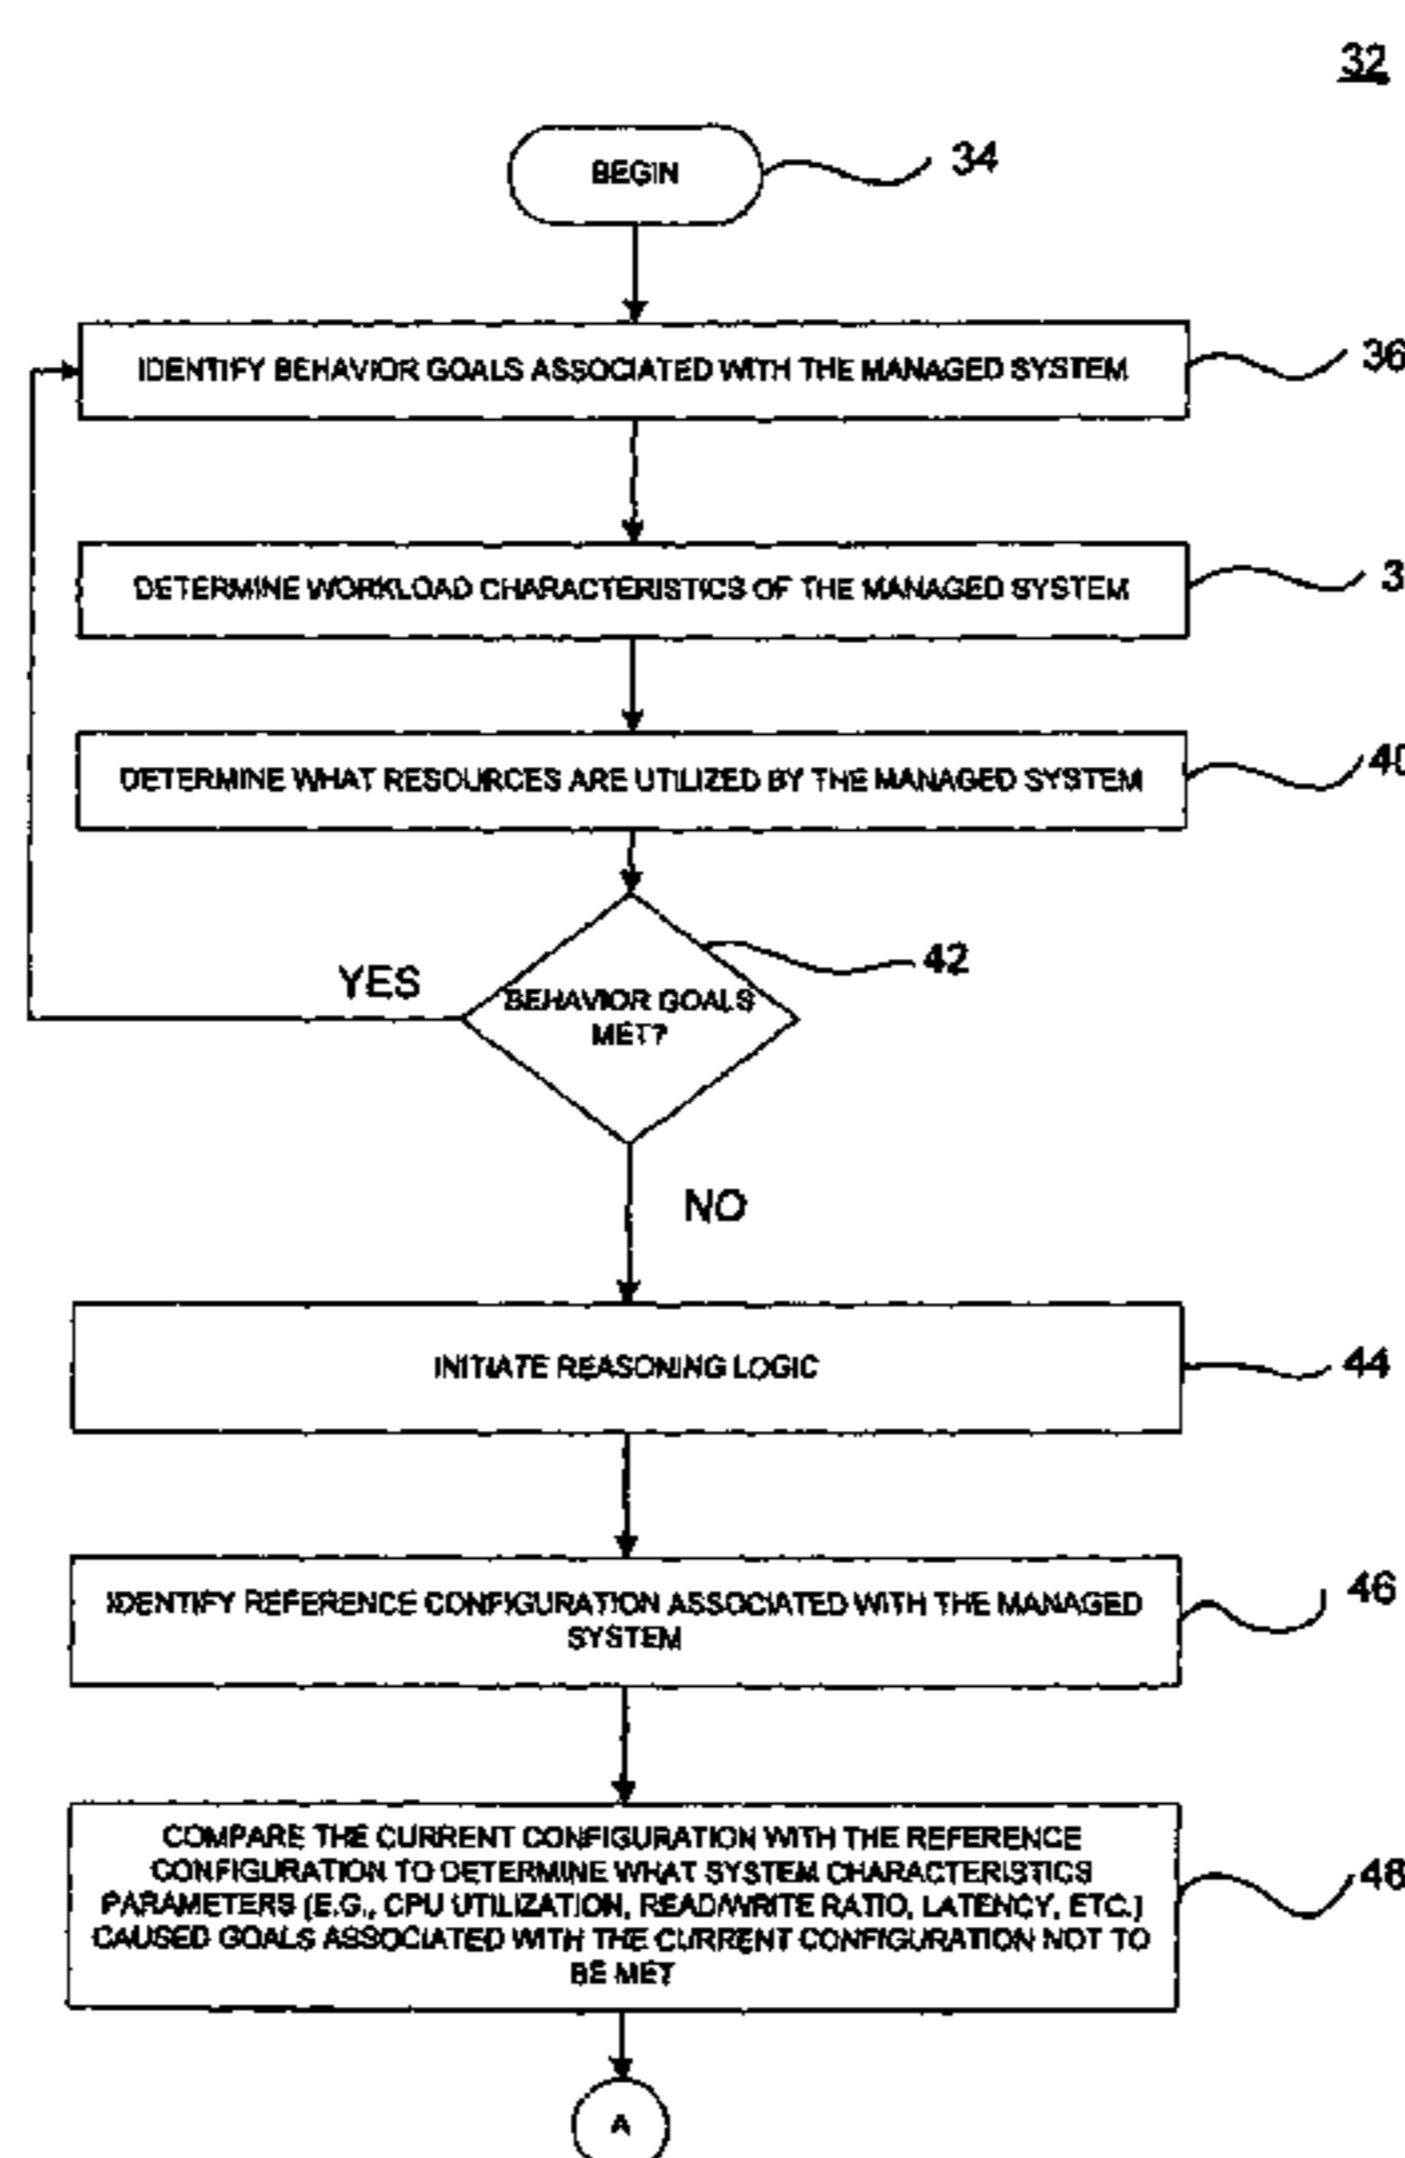 32
BEGIN
34
IDENTIFY BEHAVIOR GOALS ASSOCIATED WITH THE MANAGED SYSTEM
36
DETERMINE WORKLOAD CHARACTERISTICS OF THE MANAGED SYSTEM
3
DETERMINE WHAT RESOURCES ARE UTILIZED BY THE MANAGED SYSTEM
40
42
YES
BEHAVIOR GOALS
MET?
NO
INITIATE REASONING LOGIC
44
IDENTIFY REFERENCE CONFIGURATION ASSOCIATED WITH THE MANAGED
SYSTEM
46
COMPARE THE CURRENT CONFIGURATION WITH THE REFERENCE
CONFIGURATION TO DETERMINE WHAT SYSTEM CHARACTERISTICS
PARAMETERS (E.G., CPU UTILIZATION, READ/WRITE RATIO, LATENCY, ETC.)
CAUSED GOALS ASSOCIATED WITH THE CURRENT CONFIGURATION NOT TO
BE MET
48
A